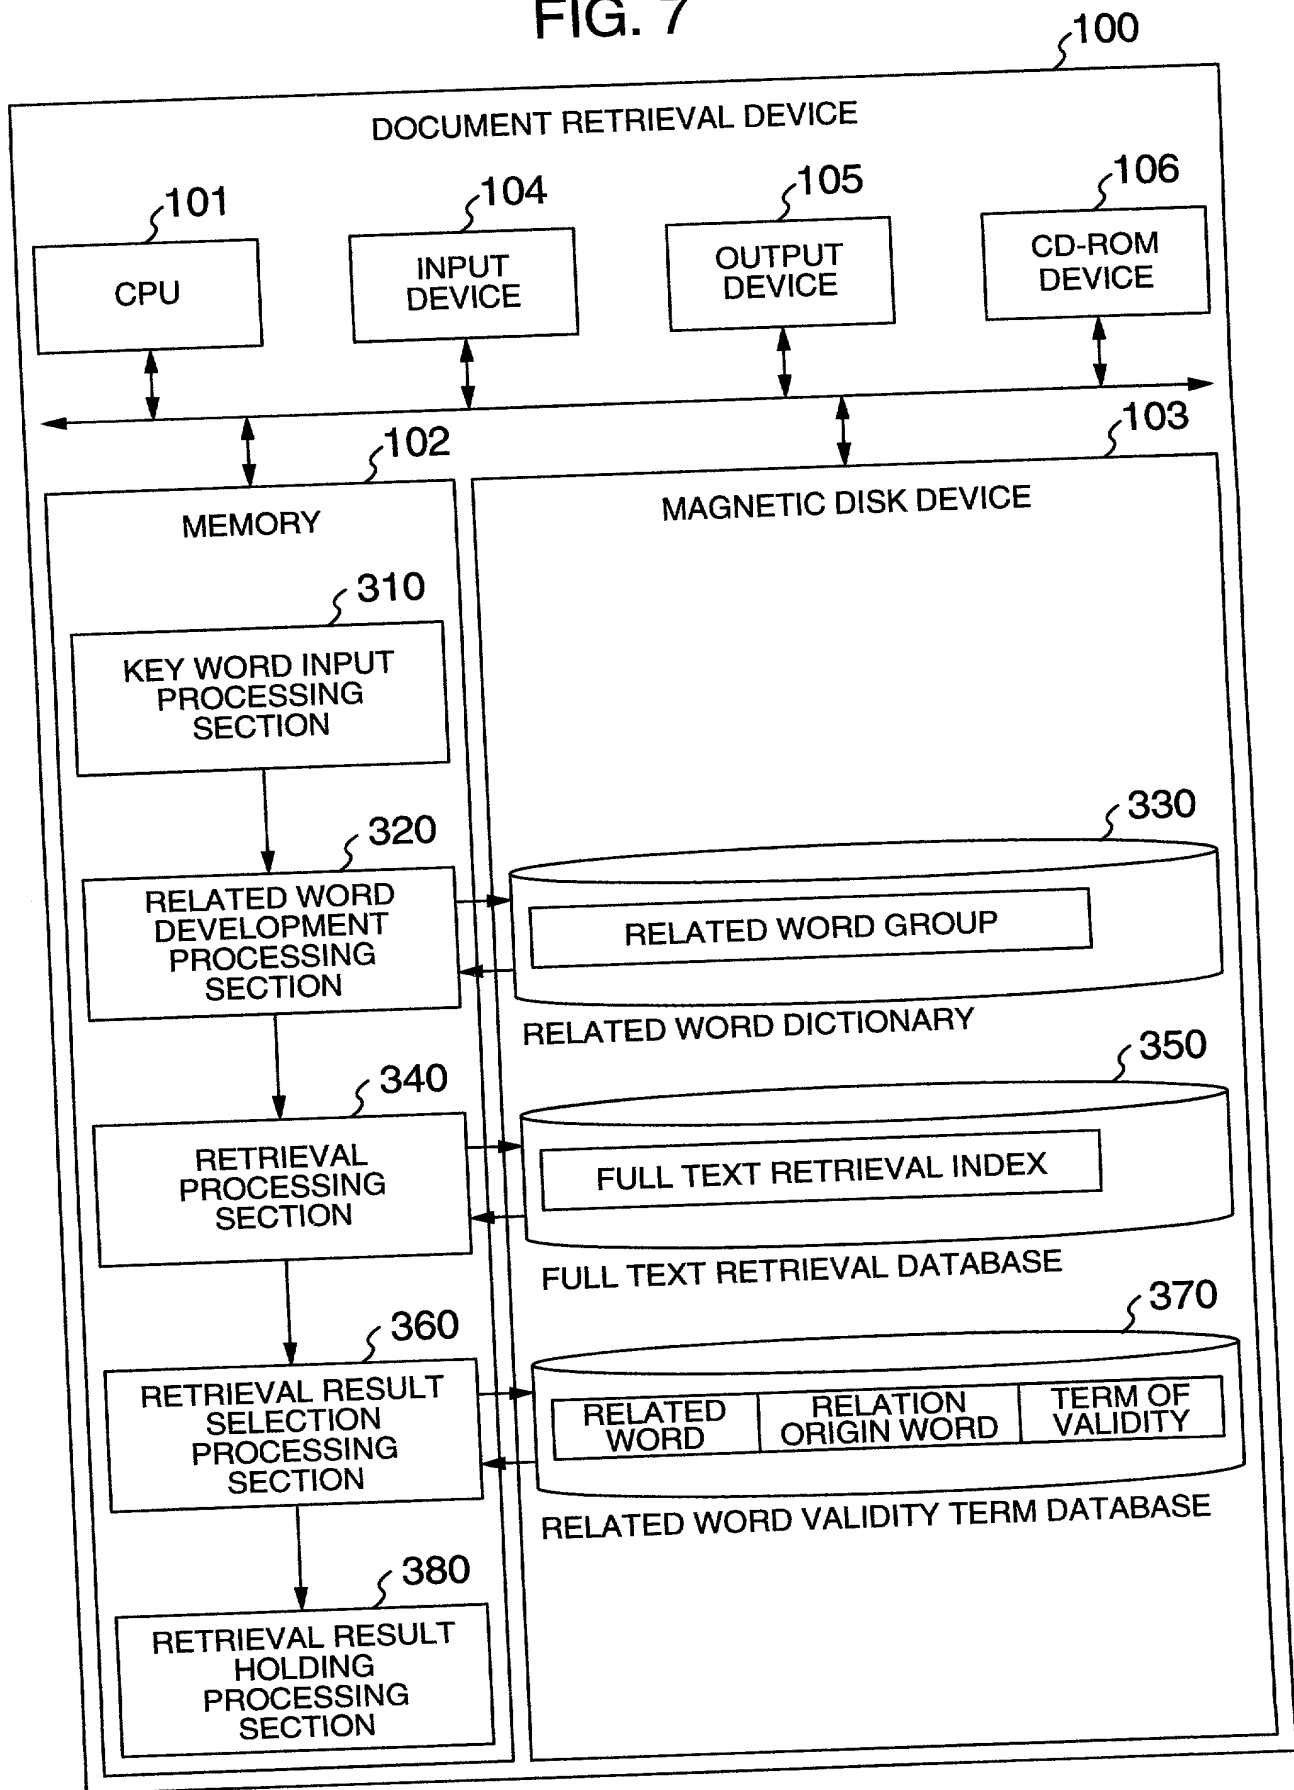 FIG. 7
100
DOCUMENT RETRIEVAL DEVICE
101
104
105
106
CPU
INPUT
DEVICE
OUTPUT
DEVICE
CD-ROM
DEVICE
102
103
MEMORY
MAGNETIC DISK DEVICE
310
KEY WORD INPUT
PROCESSING
SECTION
320
330
RELATED WORD
DEVELOPMENT
PROCESSING
SECTION
RELATED WORD GROUP
RELATED WORD DICTIONARY
340
350
RETRIEVAL
PROCESSING
SECTION
FULL TEXT RETRIEVAL INDEX
FULL TEXT RETRIEVAL DATABASE
360
370
RETRIEVAL RESULT
SELECTION
PROCESSING
SECTION
RELATED
WORD
RELATION
ORIGIN WORD
TERM OF
VALIDITY
RELATED WORD VALIDITY TERM DATABASE
380
RETRIEVAL RESULT
HOLDING
PROCESSING
SECTION